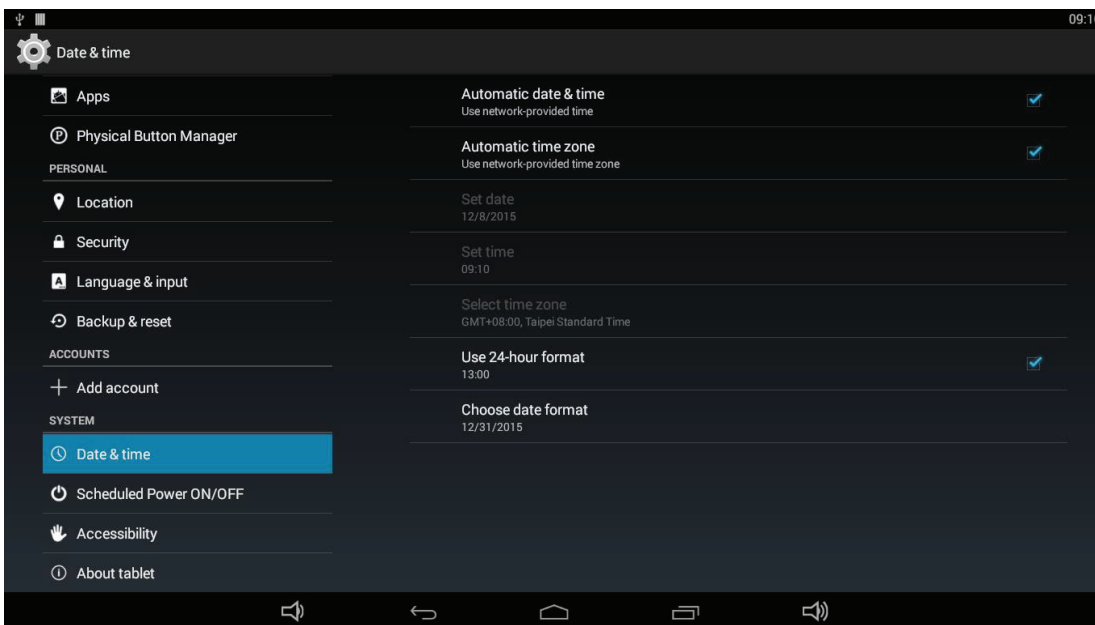 09:10
Date & time
Apps
Physical Button Manager
PERSONAL
Location
Security
Language & input
Backup & reset
ACCOUNTS
Add account
SYSTEM
Date & time
Scheduled Power ON/OFF
Accessibility
About tablet
Automatic date & time
Use network-provided time
Automatic time zone
Use network-provided time zone
Set date
12/8/2015
Set time
09:10
Select time zone
GMT+08:00, Taipei Standard Time
Use 24-hour format
13:00
Choose date format
12/31/2015